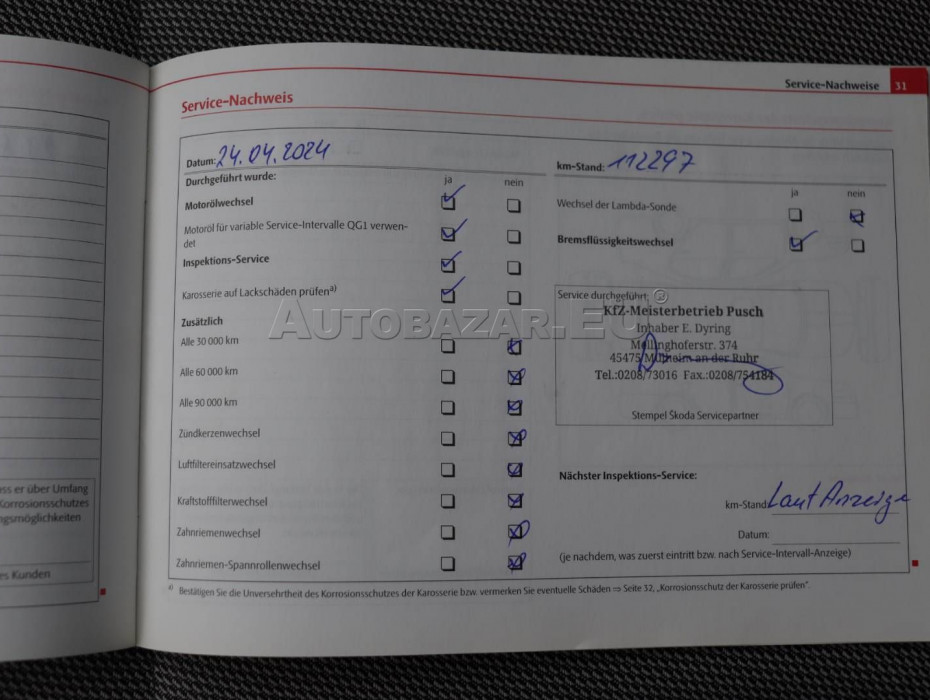 Service-Nachweise 31
Service-Nachweis
Datum: 24.04.2024
Durchgeführt wurde:
ja nein
Motorölwechsel
Motoröl für variable Service-Intervalle QG1 verwen-
det
Inspektions-Service
Karosserie auf Lackschäden prüfen a)
Zusätzlich
Alle 30 000 km
Alle 60 000 km
Alle 90 000 km
Zündkerzenwechsel
Luftfiltereinsatzwechsel
Kraftstofffilterwechsel
Zahnriemenwechsel
Zahnriemen-Spannrollenwechsel
km-Stand: 112297
ja nein
Wechsel der Lambda-Sonde
Bremsflüssigkeitswechsel
Service durchgeführt:
KfZ-Meisterbetrieb Pusch
Inhaber E. Dyring
Mellinghoferstr. 374
45475 Mülheim an der Ruhr
Tel.:0208/73016 Fax.:0208/754184
Stempel Škoda Servicepartner
Nächster Inspektions-Service:
km-Stand: Laut Anzeige
Datum:
(je nachdem, was zuerst eintritt bzw. nach Service-Intervall-Anzeige)
a) Bestätigen Sie die Unversehrtheit des Korrosionsschutzes der Karosserie bzw. vermerken Sie eventuelle Schäden ⇒ Seite 32, „Korrosionsschutz der Karosserie prüfen".
ss er über Umfang
Korrosionsschutzes
gsmöglichkeiten
es Kunden
AUTOBAZAR.EU ®